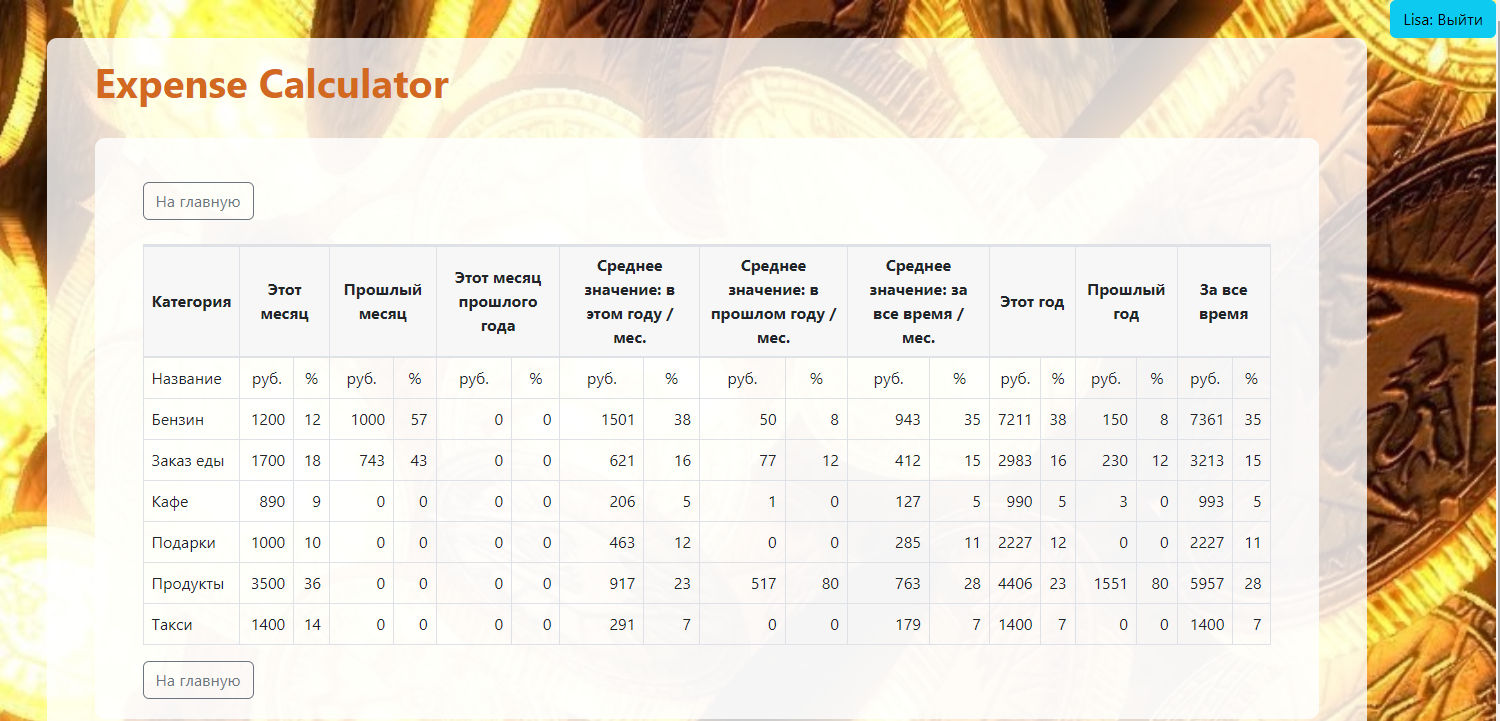 Lisa: Выйти
Expense Calculator
На главную
Категория Этот месяц Прошлый месяц Этот месяц прошлого года Среднее значение: в этом году / мес. Среднее значение: в прошлом году / мес. Среднее значение: за все время / мес. Этот год Прошлый год За все время
Название руб. % руб. % руб. % руб. % руб. % руб. % руб. % руб. % руб. %
Бензин 1200 12 1000 57 0 0 1501 38 50 8 943 35 7211 38 150 8 7361 35
Заказ еды 1700 18 743 43 0 0 621 16 77 12 412 15 2983 16 230 12 3213 15
Кафе 890 9 0 0 0 0 206 5 1 0 127 5 990 5 3 0 993 5
Подарки 1000 10 0 0 0 0 463 12 0 0 285 11 2227 12 0 0 2227 11
Продукты 3500 36 0 0 0 0 917 23 517 80 763 28 4406 23 1551 80 5957 28
Такси 1400 14 0 0 0 0 291 7 0 0 179 7 1400 7 0 0 1400 7
На главную